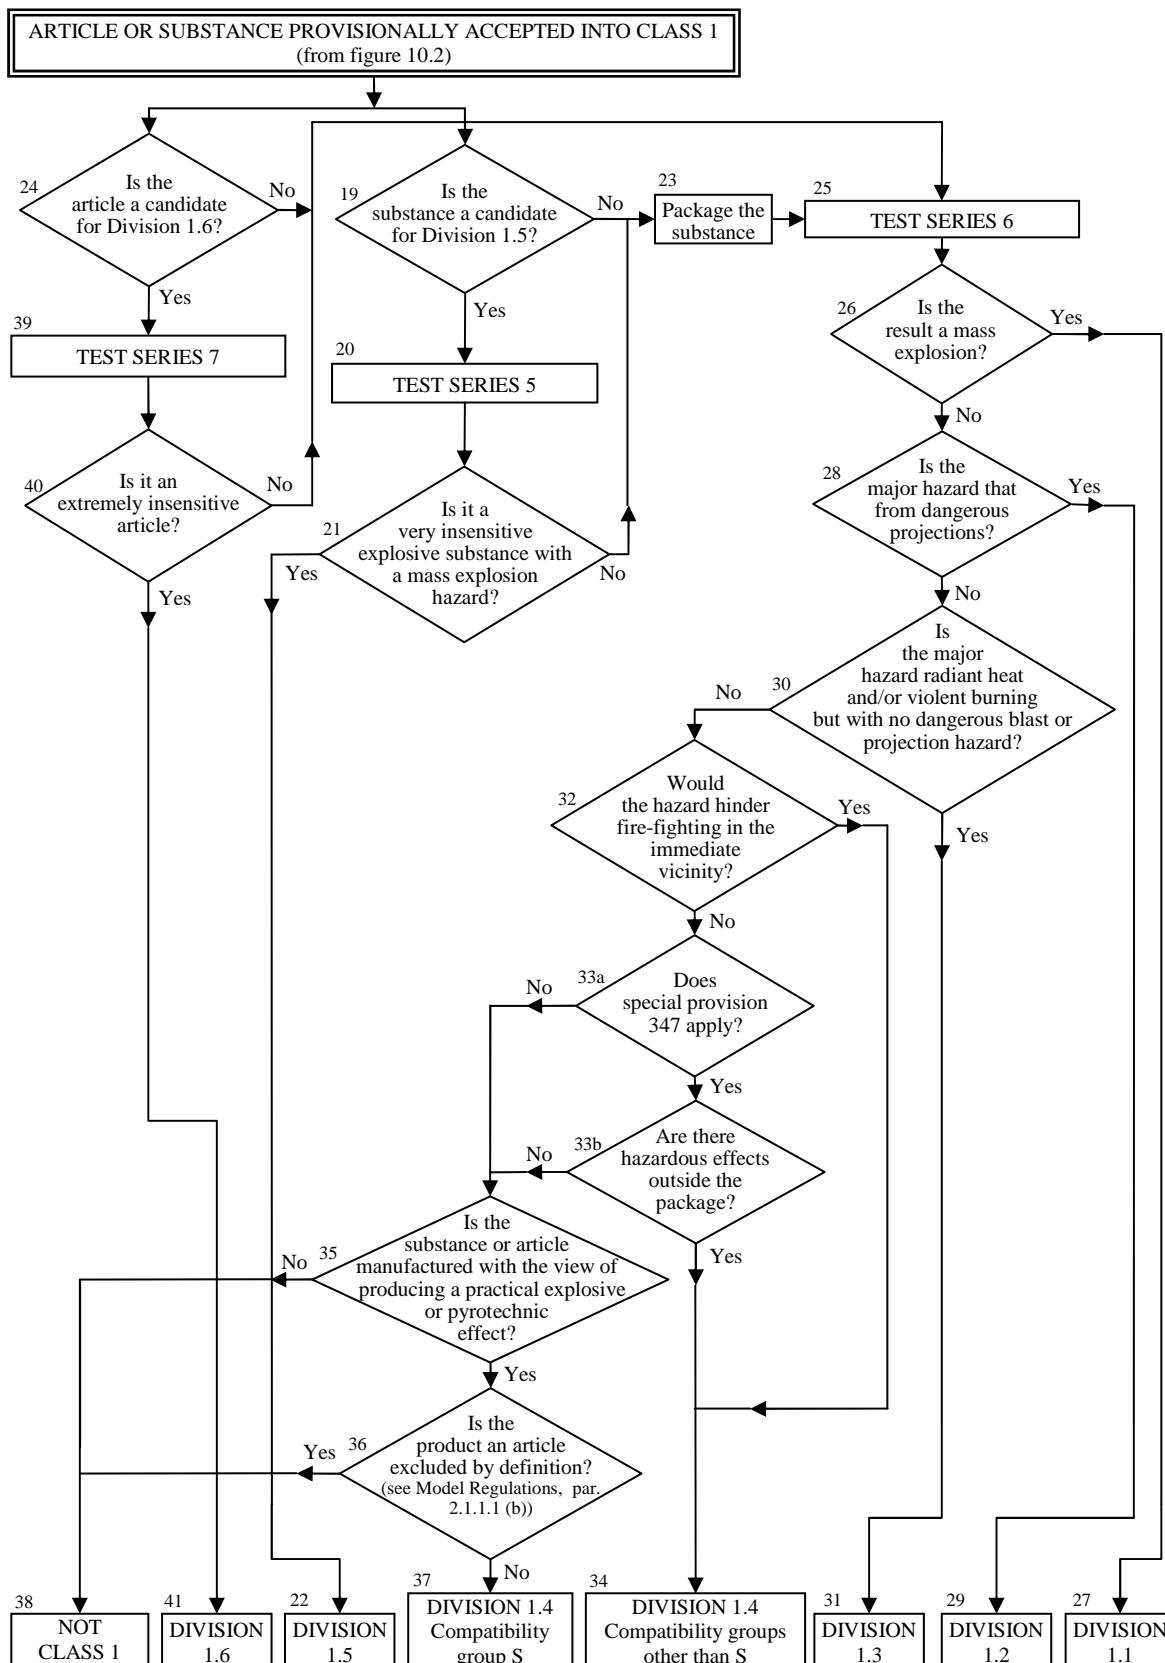 ARTICLE OR SUBSTANCE PROVISIONALLY ACCEPTED INTO CLASS 1
(from figure 10.2)
24
Is the
article a candidate
for Division 1.6?
No
Yes
19
Is the
substance a candidate
for Division 1.5?
No
Yes
23
Package the
substance
25
TEST SERIES 6
39
TEST SERIES 7
20
TEST SERIES 5
26
Is the
result a mass
explosion?
Yes
No
40
Is it an
extremely insensitive
article?
No
Yes
21
Is it a
very insensitive
explosive substance with
a mass explosion
hazard?
Yes
No
28
Is the
major hazard that
from dangerous
projections?
Yes
No
30
Is
the major
hazard radiant heat
and/or violent burning
but with no dangerous blast or
projection hazard?
No
Yes
32
Would
the hazard hinder
fire-fighting in the
immediate
vicinity?
Yes
No
33a
Does
special provision
347 apply?
No
Yes
33b
Are there
hazardous effects
outside the
package?
No
Yes
35
Is the
substance or article
manufactured with the view of
producing a practical explosive
or pyrotechnic
effect?
No
Yes
36
Is the
product an article
excluded by definition?
(see Model Regulations, par.
2.1.1.1 (b))
Yes
No
38
NOT
CLASS 1
41
DIVISION
1.6
22
DIVISION
1.5
37
DIVISION 1.4
Compatibility
group S
34
DIVISION 1.4
Compatibility groups
other than S
31
DIVISION
1.3
29
DIVISION
1.2
27
DIVISION
1.1